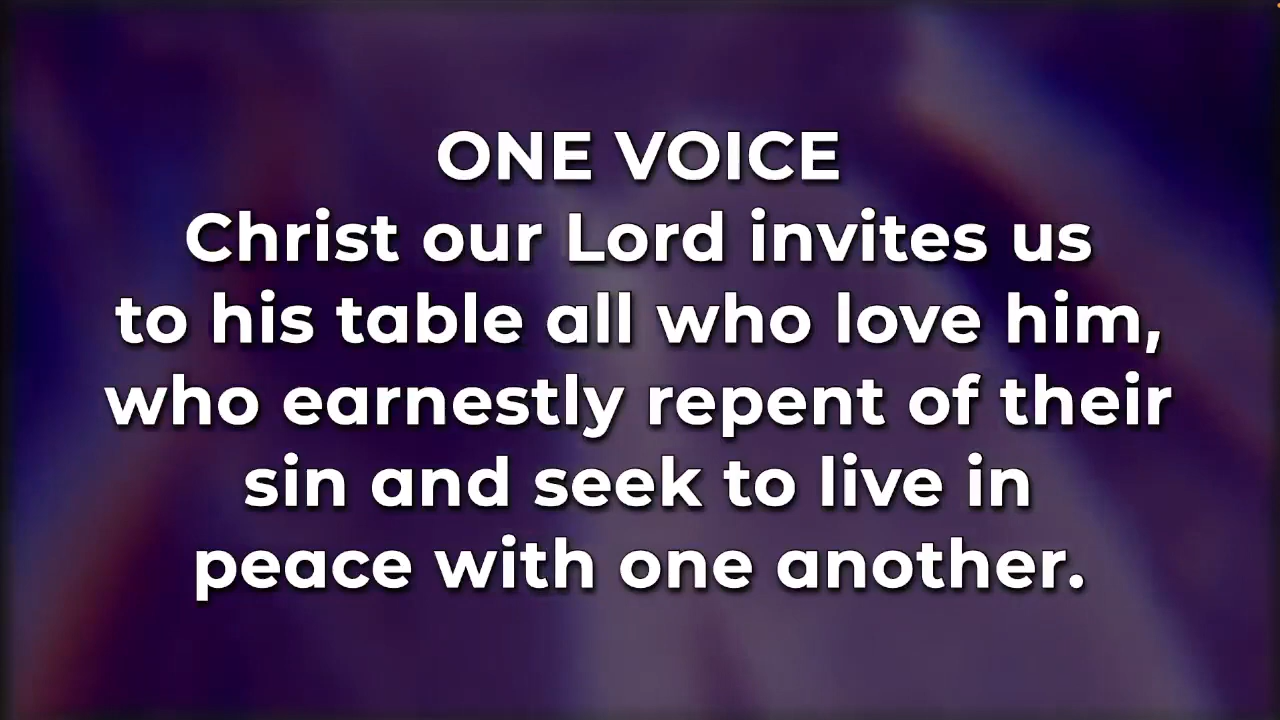 ONE VOICE
Christ our Lord invites us
to his table all who love him,
who earnestly repent of their
sin and seek to live in
peace with one another.